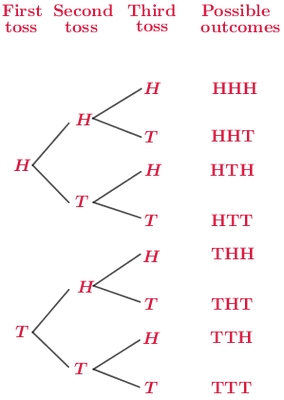 First Second Third Possible
toss toss toss outcomes
H HHH
H
T HHT
H
H HTH
T
T HTT
H THH
H
T THT
T
H TTH
T
T TTT